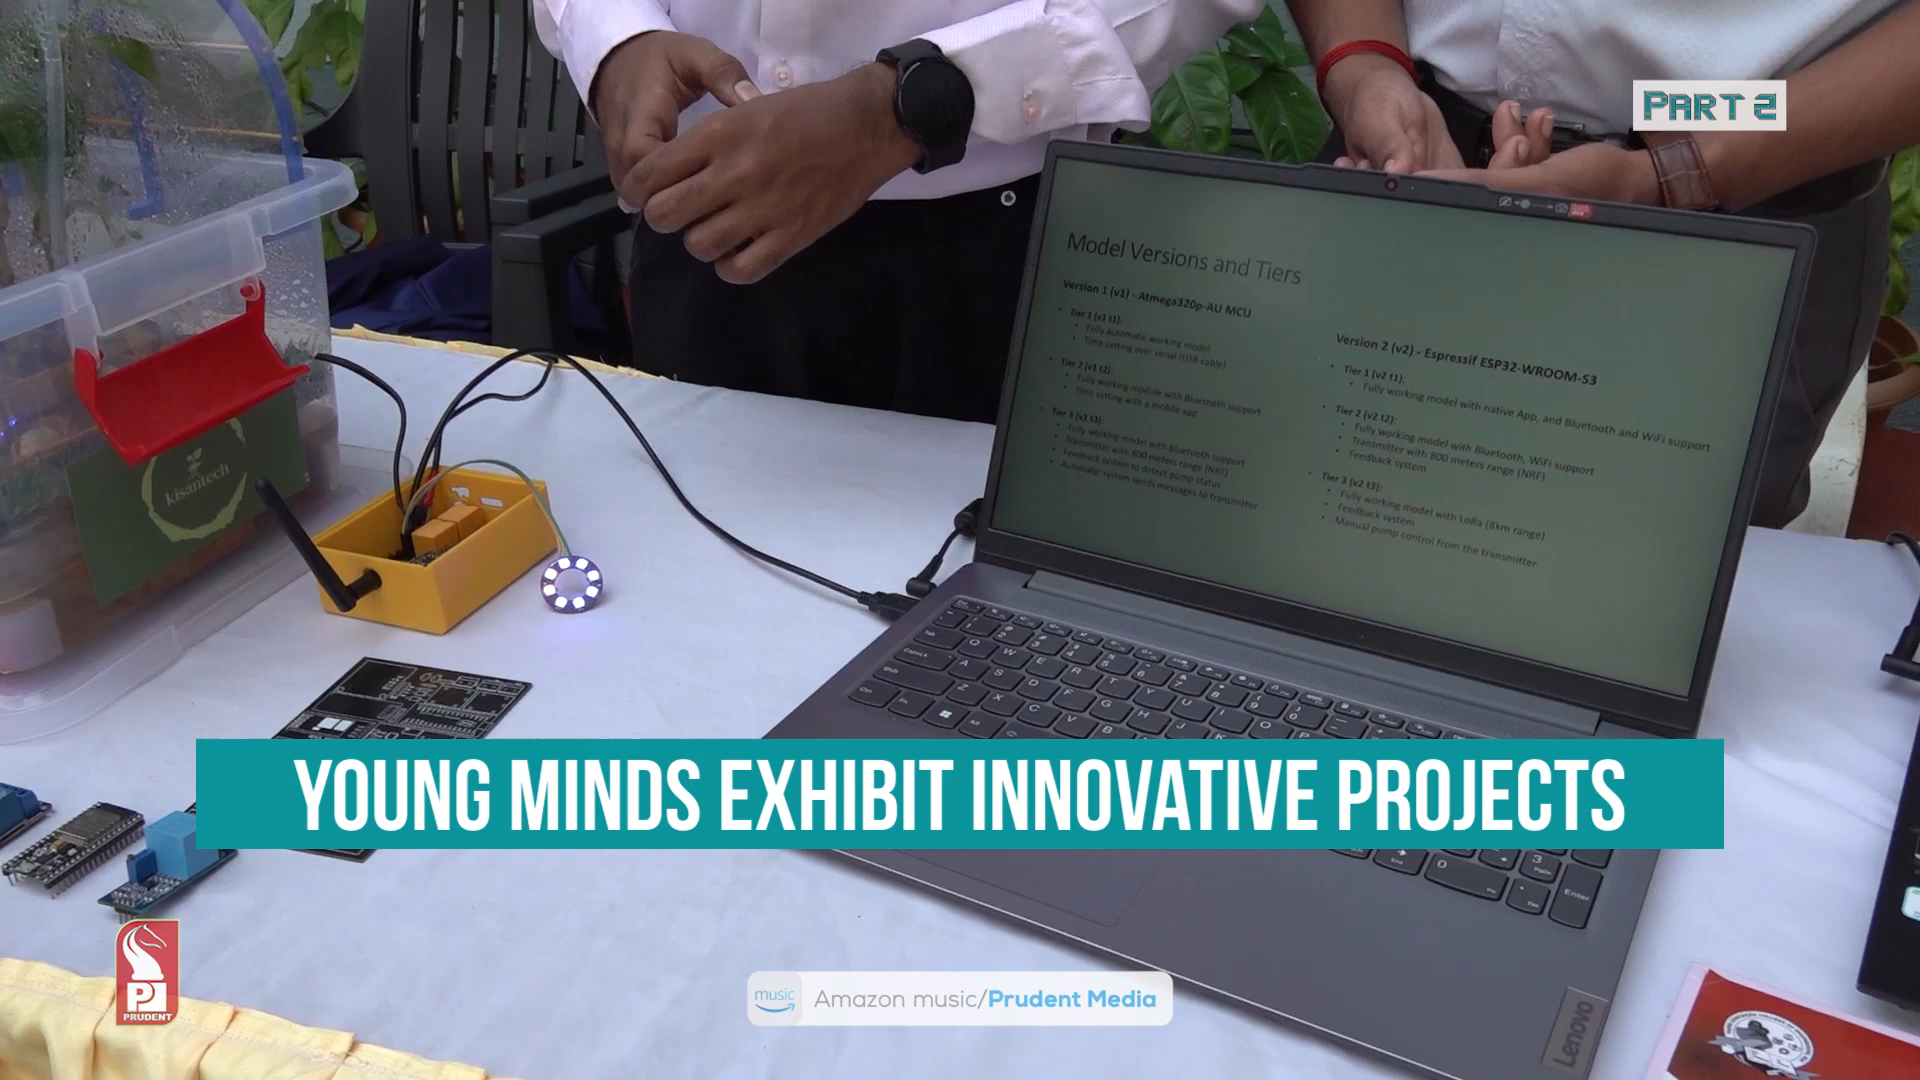 PART 2
Model Versions and Tiers
Version 1 (v1) - Atmega320p-AU MCU
• Tier 1 (v1 t1):
• Fully automatic working model
• Time setting over serial (USB cable)
• Tier 2 (v1 t2):
• Fully working module with Bluetooth support
• Time setting with a mobile app
• Tier 3 (v1 t3):
• Fully working model with Bluetooth support
• Transmitter with 800 meters range (NRF)
• Feedback system to detect pump status
• Automatic system sends messages to transmitter
Version 2 (v2) - Espressif ESP32-WROOM-S3
• Tier 1 (v2 t1):
• Fully working model with native App, and Bluetooth and WiFi support
• Tier 2 (v2 t2):
• Fully working model with Bluetooth, WiFi support
• Transmitter with 800 meters range (NRF)
• Feedback system
• Tier 3 (v2 t3):
• Fully working model with LoRa (8km range)
• Feedback system
• Manual pump control from the transmitter
kisantech
YOUNG MINDS EXHIBIT INNOVATIVE PROJECTS
PRUDENT
music Amazon music/Prudent Media
Lenovo